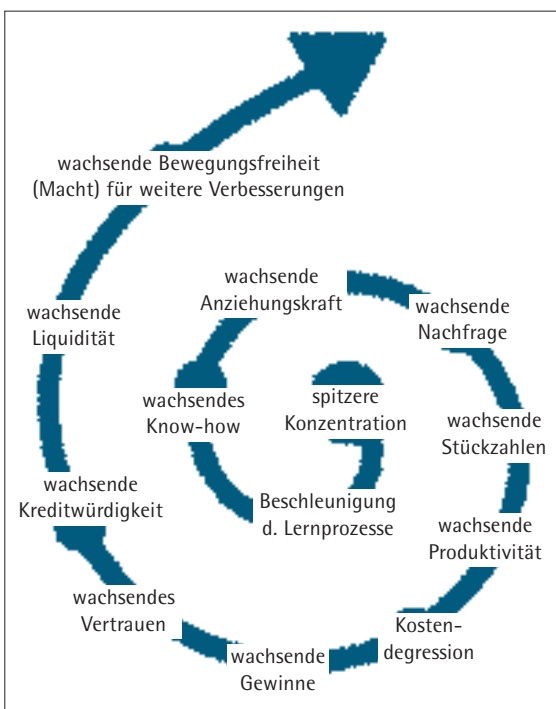 wachsende Bewegungsfreiheit
(Macht) für weitere Verbesserungen
wachsende
Anziehungskraft
wachsende
Nachfrage
wachsende
Liquidität
wachsendes
Know-how
spitzere
Konzentration
wachsende
Stückzahlen
wachsende
Kreditwürdigkeit
Beschleunigung
d. Lernprozesse
wachsende
Produktivität
wachsendes
Vertrauen
Kosten-
degression
wachsende
Gewinne